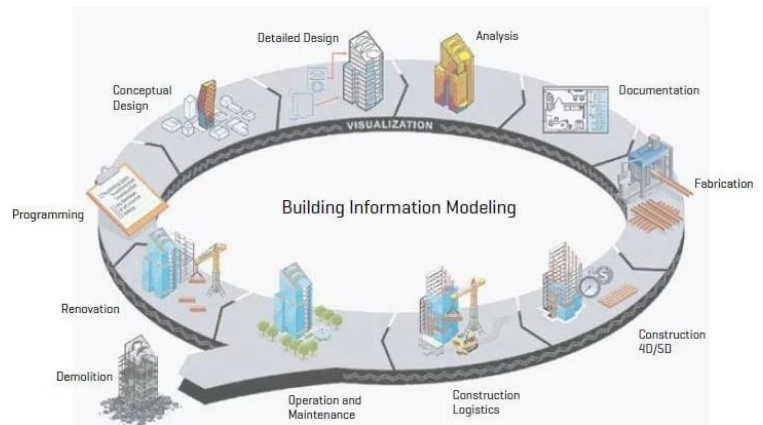 Detailed Design
Analysis
Conceptual
Design
Documentation
VISUALIZATION
Fabrication
Programming
Building Information Modeling
Renovation
Construction
4D/5D
Demolition
Operation and
Maintenance
Construction
Logistics